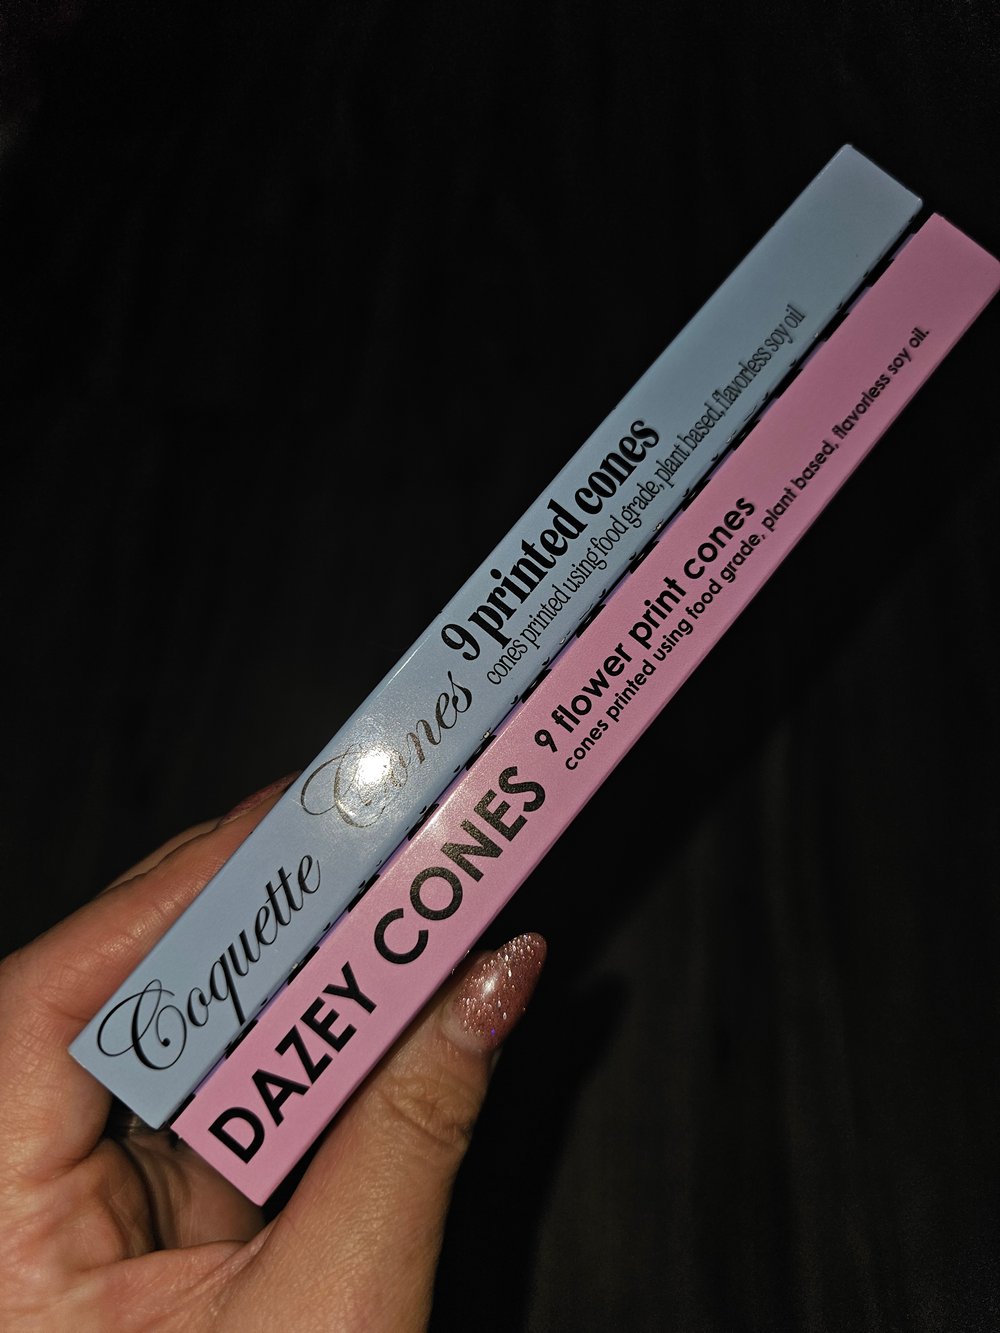 Coquette Cones
9 printed cones
cones printed using food grade, plant based, flavorless soy oil
DAZEY CONES
9 flower print cones
cones printed using food grade, plant based, flavorless soy oil.